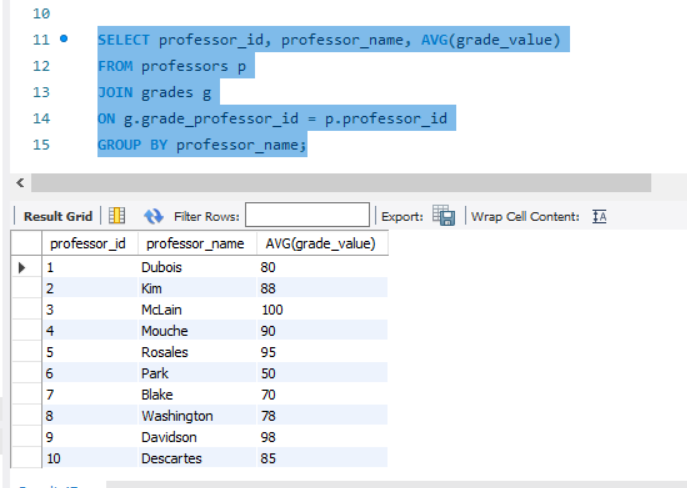 10
11 SELECT professor_id, professor_name, AVG(grade_value)
12 FROM professors p
13 JOIN grades g
14 ON g.grade_professor_id = p.professor_id
15 GROUP BY professor_name;
Result Grid Filter Rows: Export: Wrap Cell Content:
professor_id professor_name AVG(grade_value)
1 Dubois 80
2 Kim 88
3 McLain 100
4 Mouche 90
5 Rosales 95
6 Park 50
7 Blake 70
8 Washington 78
9 Davidson 98
10 Descartes 85